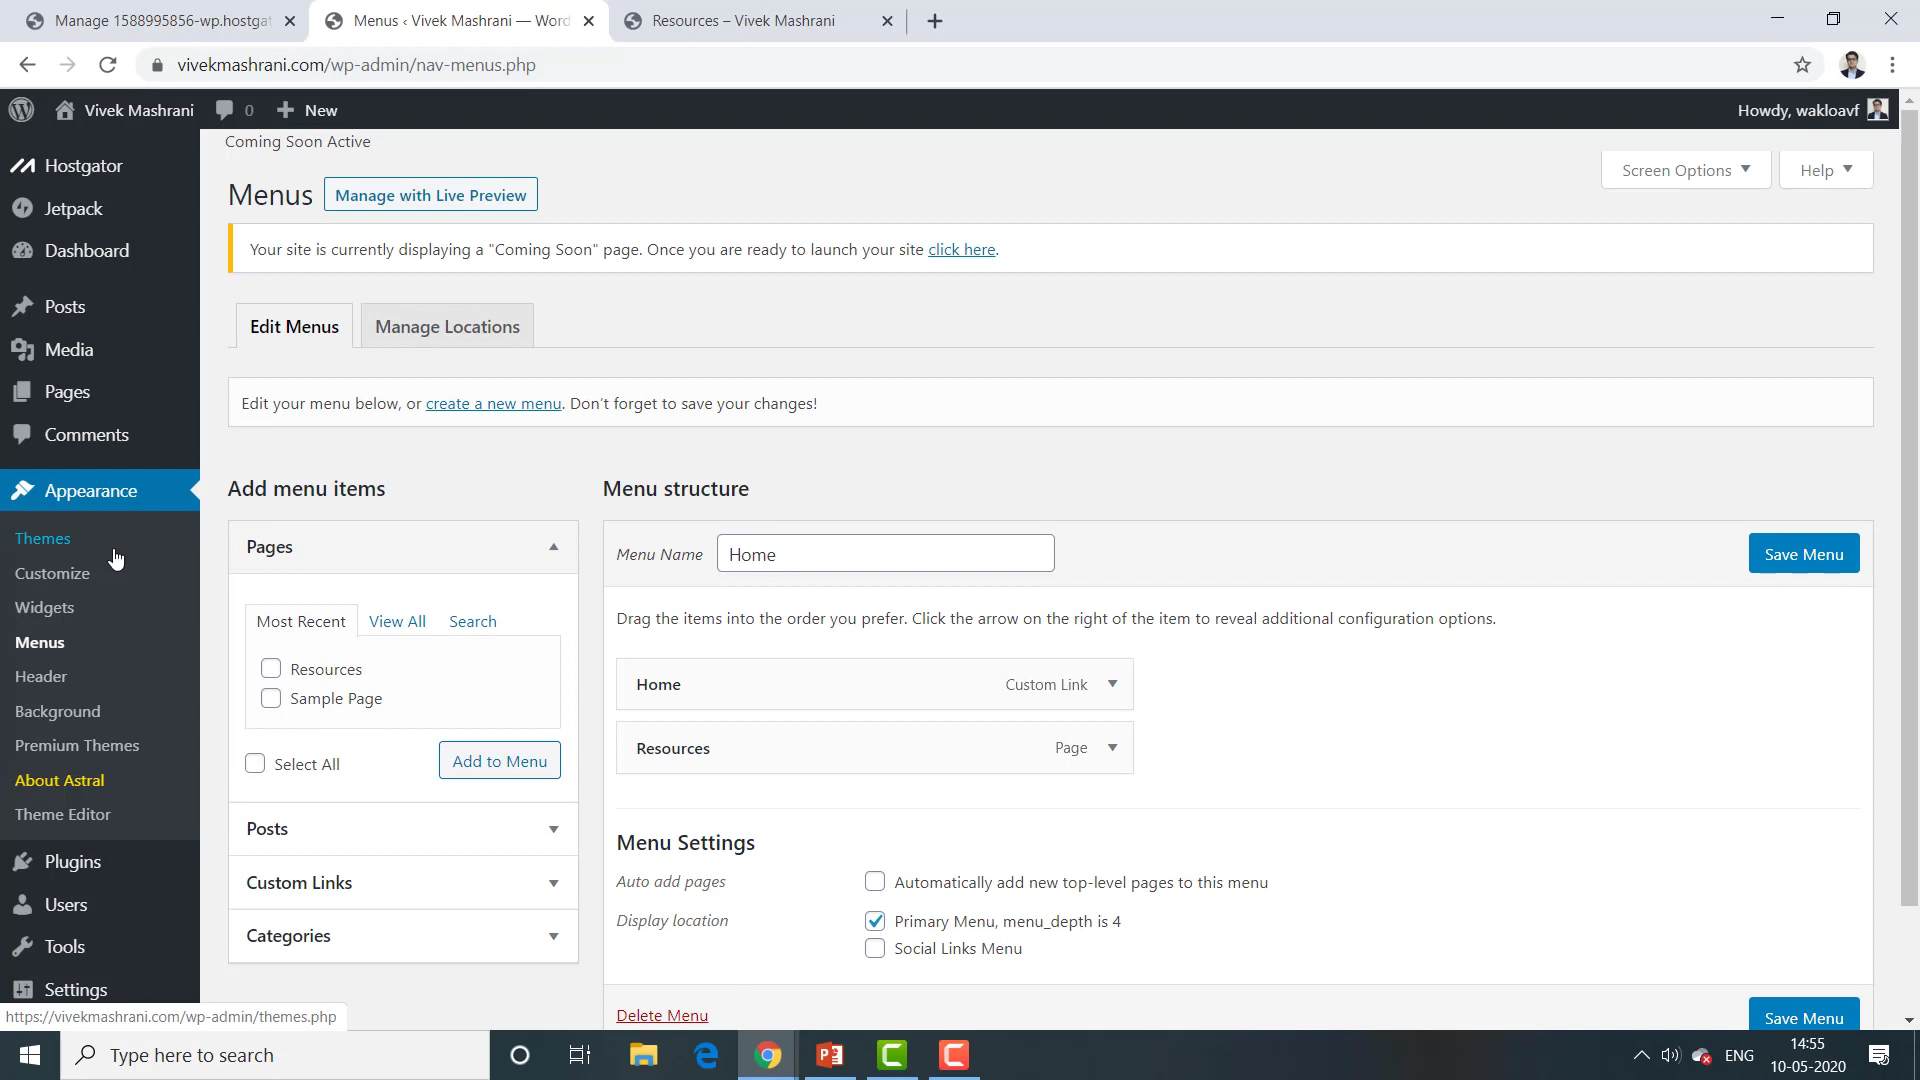 Manage 1588995856-wp.hostgat
Menus ‹ Vivek Mashrani — Word
Resources – Vivek Mashrani
vivekmashrani.com/wp-admin/nav-menus.php
Vivek Mashrani
0
New
Howdy, wakloavf
Hostgator
Jetpack
Dashboard
Posts
Media
Pages
Comments
Appearance
Themes
Customize
Widgets
Menus
Header
Background
Premium Themes
About Astral
Theme Editor
Plugins
Users
Tools
Settings
https://vivekmashrani.com/wp-admin/themes.php
Coming Soon Active
Screen Options
Help
Menus
Manage with Live Preview
Your site is currently displaying a "Coming Soon" page. Once you are ready to launch your site click here.
Edit Menus
Manage Locations
Edit your menu below, or create a new menu. Don’t forget to save your changes!
Add menu items
Pages
Most Recent
View All
Search
Resources
Sample Page
Select All
Add to Menu
Posts
Custom Links
Categories
Menu structure
Menu Name
Home
Save Menu
Drag the items into the order you prefer. Click the arrow on the right of the item to reveal additional configuration options.
Home
Custom Link
Resources
Page
Menu Settings
Auto add pages
Automatically add new top-level pages to this menu
Display location
Primary Menu, menu_depth is 4
Social Links Menu
Delete Menu
Save Menu
Type here to search
ENG
14:55
10-05-2020